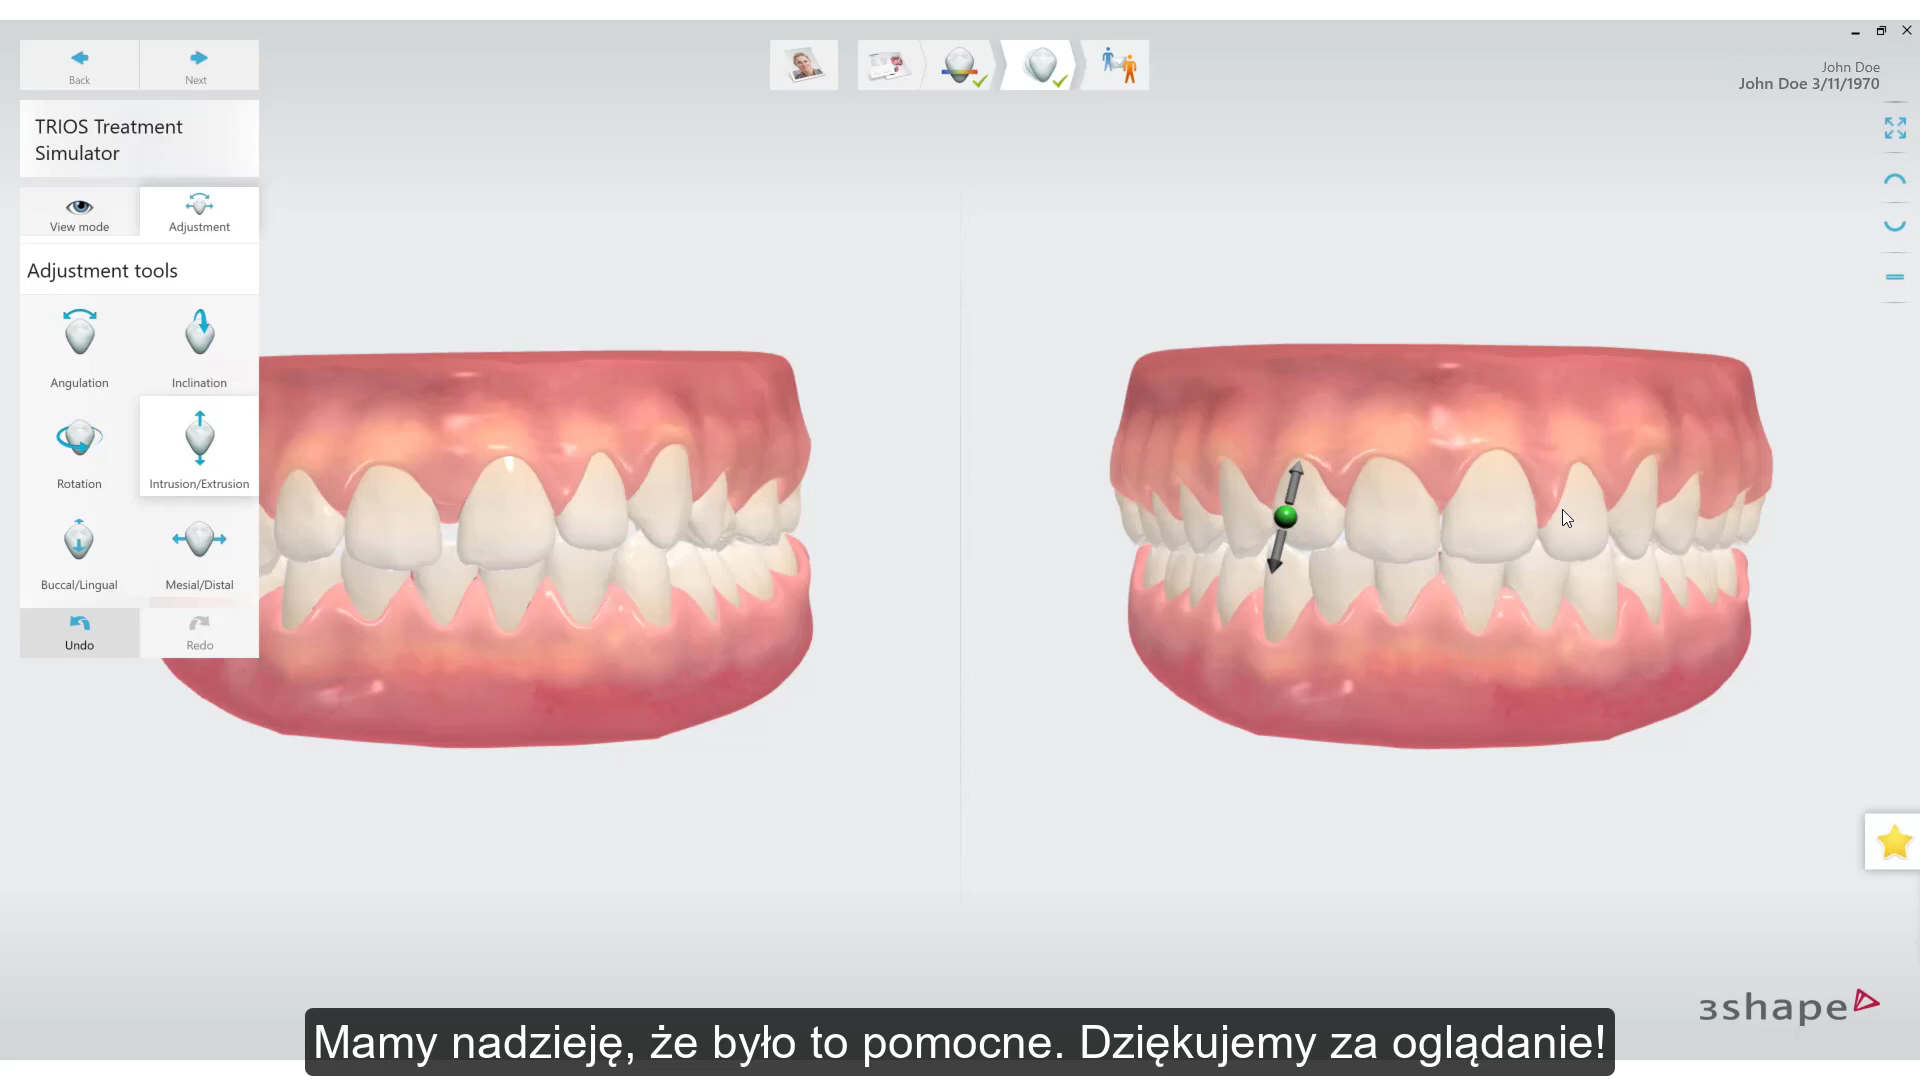 Back
Next
John Doe
John Doe 3/11/1970
TRIOS Treatment
Simulator
View mode
Adjustment
Adjustment tools
Angulation
Inclination
Rotation
Intrusion/Extrusion
Buccal/Lingual
Mesial/Distal
Undo
Redo
3shape
Mamy nadzieję, że było to pomocne. Dziękujemy za oglądanie!